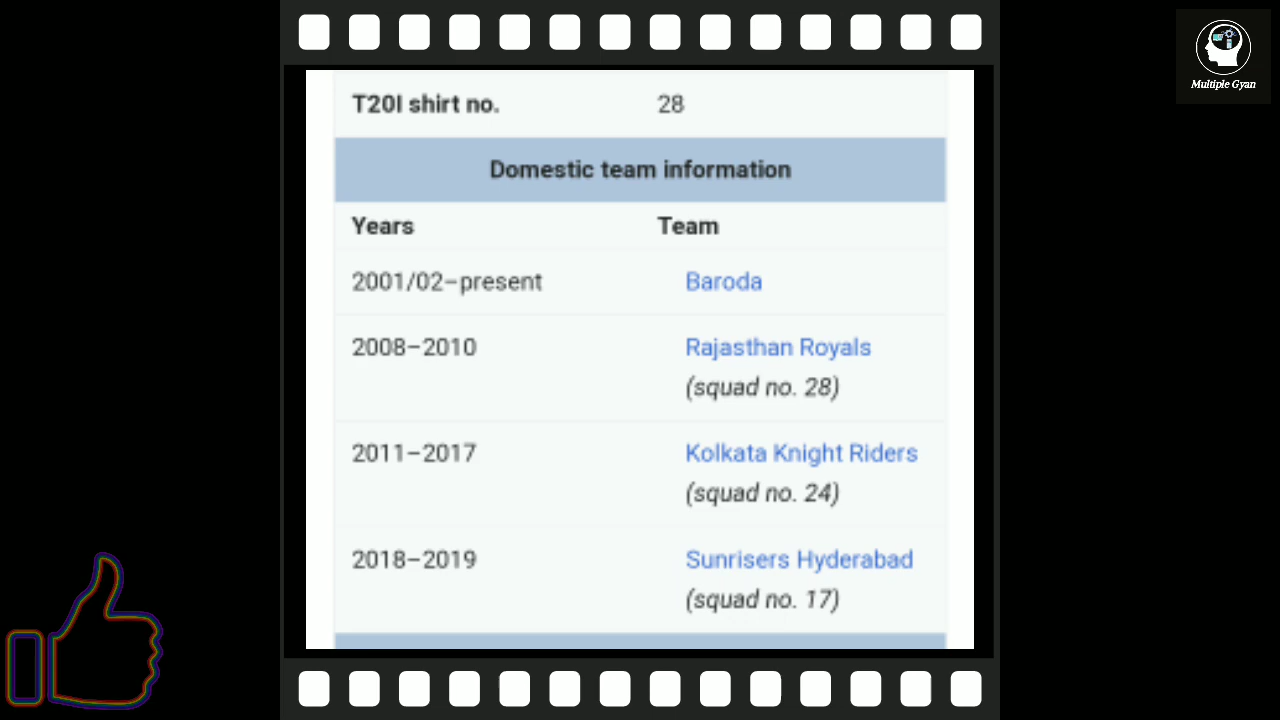 Multiple Gyan
T20I shirt no. 28
Domestic team information
Years Team
2001/02–present Baroda
2008–2010 Rajasthan Royals
(squad no. 28)
2011–2017 Kolkata Knight Riders
(squad no. 24)
2018–2019 Sunrisers Hyderabad
(squad no. 17)